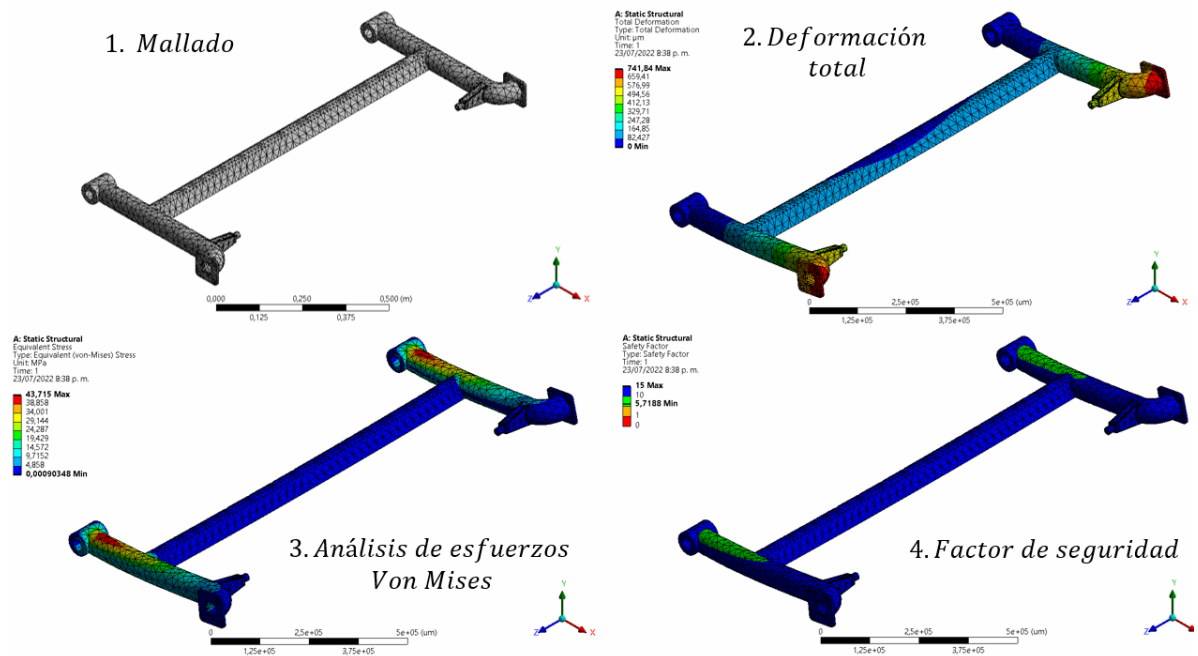 1. Mallado
0,000
0,125
0,250
0,375
0,500 (m)
Y
Z
X
A: Static Structural
Total Deformation
Type: Total Deformation
Unit: µm
Time: 1
23/07/2022 8:38 p. m.
741,84 Max
659,41
576,99
494,56
412,13
329,71
247,28
164,85
82,427
0 Min
2. Deformación
total
0
1,25e+05
2,5e+05
3,75e+05
5e+05 (um)
Y
Z
X
A: Static Structural
Equivalent Stress
Type: Equivalent (von-Mises) Stress
Unit: MPa
Time: 1
23/07/2022 8:38 p. m.
43,715 Max
38,858
34,001
29,144
24,287
19,429
14,572
9,7152
4,858
0,00090348 Min
3. Análisis de esfuerzos
Von Mises
0
1,25e+05
2,5e+05
3,75e+05
5e+05 (um)
Y
Z
X
A: Static Structural
Safety Factor
Type: Safety Factor
Time: 1
23/07/2022 8:38 p. m.
15 Max
10
5,7188 Min
1
0
4. Factor de seguridad
0
1,25e+05
2,5e+05
3,75e+05
5e+05 (um)
Y
Z
X